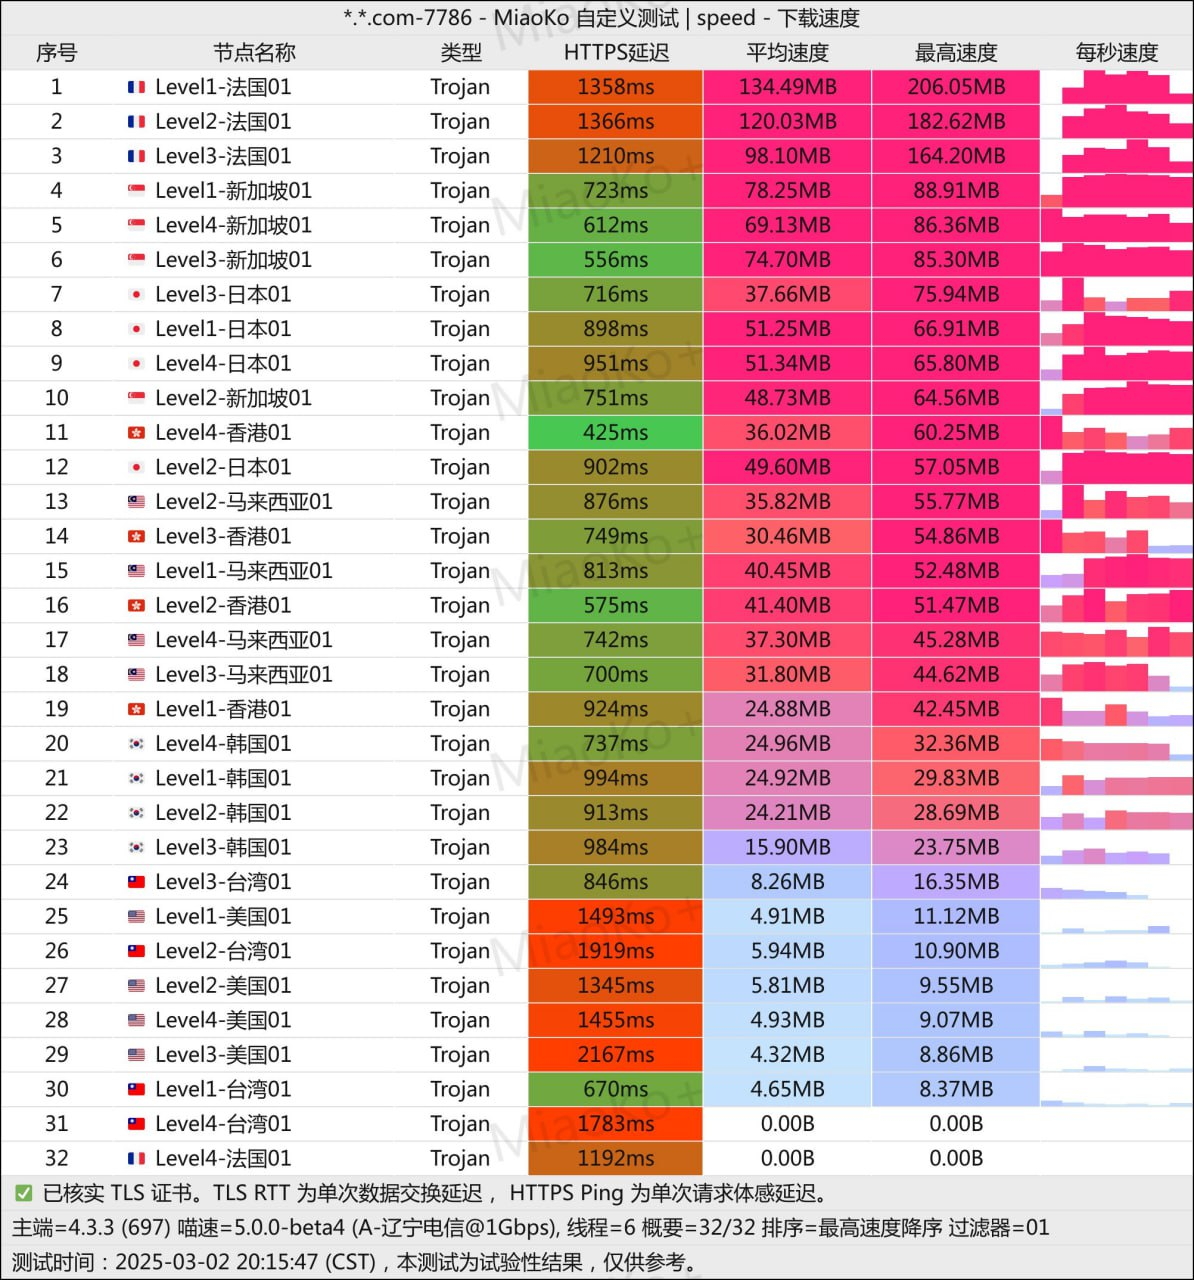 *.*.com-7786 - MiaoKo 自定义测试 | speed - 下载速度
序号 节点名称 类型 HTTPS延迟 平均速度 最高速度 每秒速度
1 Level1-法国01 Trojan 1358ms 134.49MB 206.05MB
2 Level2-法国01 Trojan 1366ms 120.03MB 182.62MB
3 Level3-法国01 Trojan 1210ms 98.10MB 164.20MB
4 Level1-新加坡01 Trojan 723ms 78.25MB 88.91MB
5 Level4-新加坡01 Trojan 612ms 69.13MB 86.36MB
6 Level3-新加坡01 Trojan 556ms 74.70MB 85.30MB
7 Level3-日本01 Trojan 716ms 37.66MB 75.94MB
8 Level1-日本01 Trojan 898ms 51.25MB 66.91MB
9 Level4-日本01 Trojan 951ms 51.34MB 65.80MB
10 Level2-新加坡01 Trojan 751ms 48.73MB 64.56MB
11 Level4-香港01 Trojan 425ms 36.02MB 60.25MB
12 Level2-日本01 Trojan 902ms 49.60MB 57.05MB
13 Level2-马来西亚01 Trojan 876ms 35.82MB 55.77MB
14 Level3-香港01 Trojan 749ms 30.46MB 54.86MB
15 Level1-马来西亚01 Trojan 813ms 40.45MB 52.48MB
16 Level2-香港01 Trojan 575ms 41.40MB 51.47MB
17 Level4-马来西亚01 Trojan 742ms 37.30MB 45.28MB
18 Level3-马来西亚01 Trojan 700ms 31.80MB 44.62MB
19 Level1-香港01 Trojan 924ms 24.88MB 42.45MB
20 Level4-韩国01 Trojan 737ms 24.96MB 32.36MB
21 Level1-韩国01 Trojan 994ms 24.92MB 29.83MB
22 Level2-韩国01 Trojan 913ms 24.21MB 28.69MB
23 Level3-韩国01 Trojan 984ms 15.90MB 23.75MB
24 Level3-台湾01 Trojan 846ms 8.26MB 16.35MB
25 Level1-美国01 Trojan 1493ms 4.91MB 11.12MB
26 Level2-台湾01 Trojan 1919ms 5.94MB 10.90MB
27 Level2-美国01 Trojan 1345ms 5.81MB 9.55MB
28 Level4-美国01 Trojan 1455ms 4.93MB 9.07MB
29 Level3-美国01 Trojan 2167ms 4.32MB 8.86MB
30 Level1-台湾01 Trojan 670ms 4.65MB 8.37MB
31 Level4-台湾01 Trojan 1783ms 0.00B 0.00B
32 Level4-法国01 Trojan 1192ms 0.00B 0.00B
✅ 已核实 TLS 证书。TLS RTT 为单次数据交换延迟， HTTPS Ping 为单次请求体感延迟。
主端=4.3.3 (697) 喵速=5.0.0-beta4 (A-辽宁电信@1Gbps), 线程=6 概要=32/32 排序=最高速度降序 过滤器=01
测试时间：2025-03-02 20:15:47 (CST)，本测试为试验性结果，仅供参考。